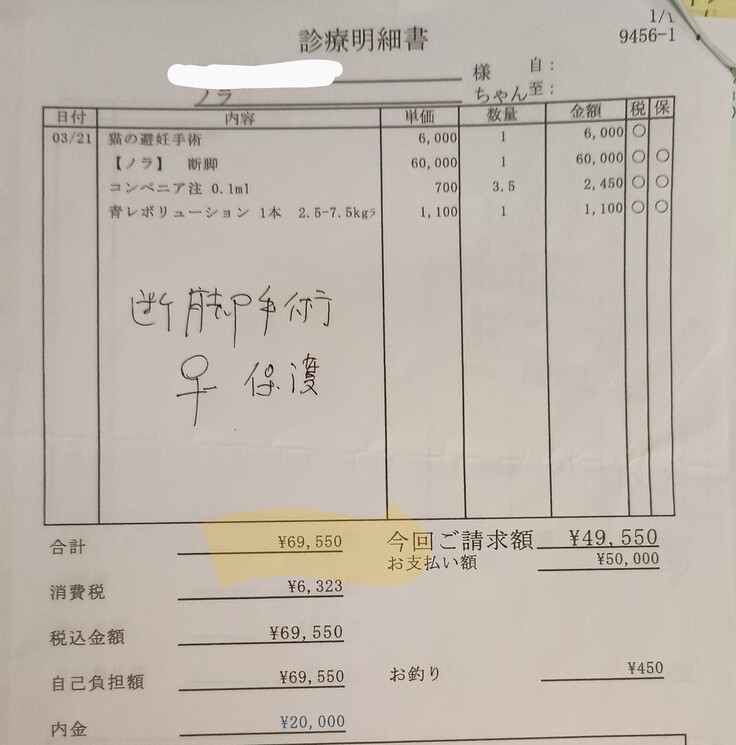 1/1
9456-1
診療明細書
様 自:
ノラ ちゃん 至:
日付 内容 単価 数量 金額 税 保
03/21 猫の避妊手術 6,000 1 6,000 ○
【ノラ】 断脚 60,000 1 60,000 ○ ○
コンベニア注 0.1ml 700 3.5 2,450 ○ ○
青レボリューション 1本 2.5-7.5kgラ 1,100 1 1,100 ○ ○
断脚手術
♀ 保護
合計 ¥69,550 今回ご請求額 ¥49,550
お支払い額 ¥50,000
消費税 ¥6,323
税込金額 ¥69,550
自己負担額 ¥69,550 お釣り ¥450
内金 ¥20,000